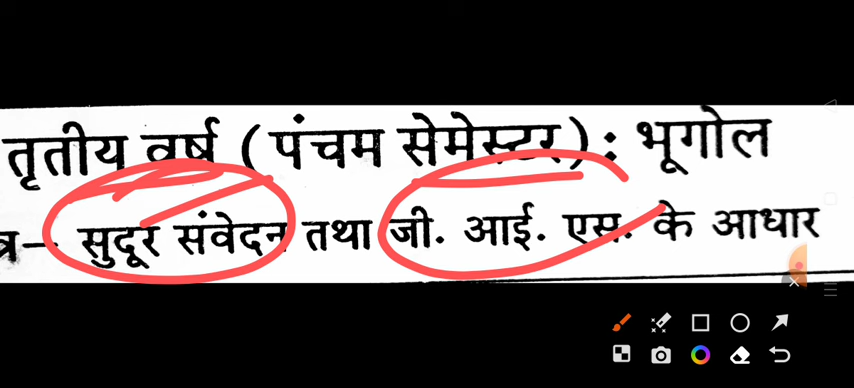 तृतीय वर्ष (पंचम सेमेस्टर) : भूगोल
त्र– सुदूर संवेदन तथा जी. आई. एस. के आधार